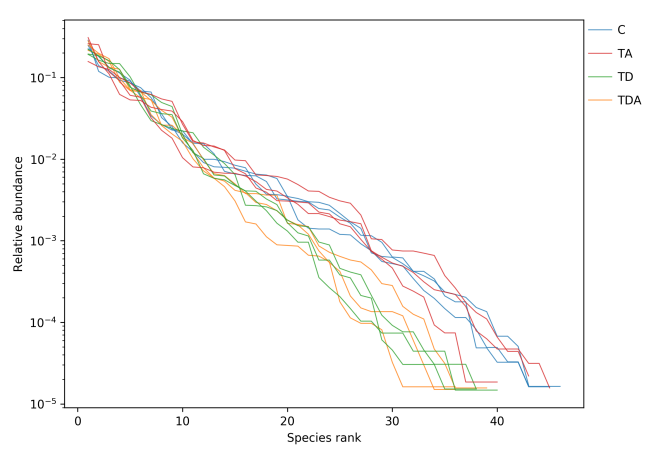 C
TA
TD
TDA
10⁻¹
10⁻²
10⁻³
10⁻⁴
10⁻⁵
Relative abundance
0 10 20 30 40
Species rank